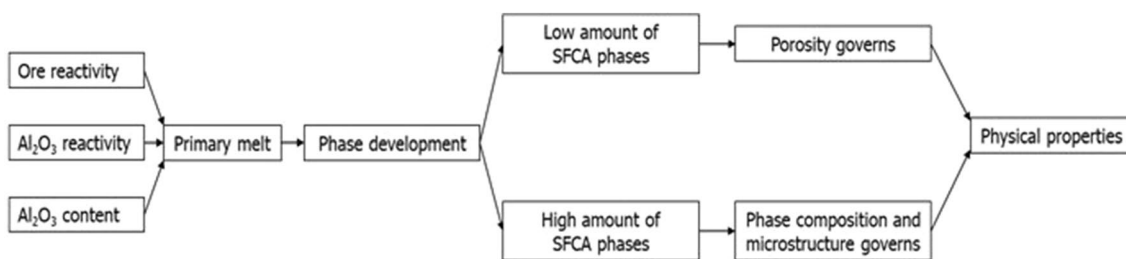 Ore reactivity
Al₂O₃ reactivity
Al₂O₃ content
Primary melt
Phase development
Low amount of
SFCA phases
Porosity governs
High amount of
SFCA phases
Phase composition and
microstructure governs
Physical properties